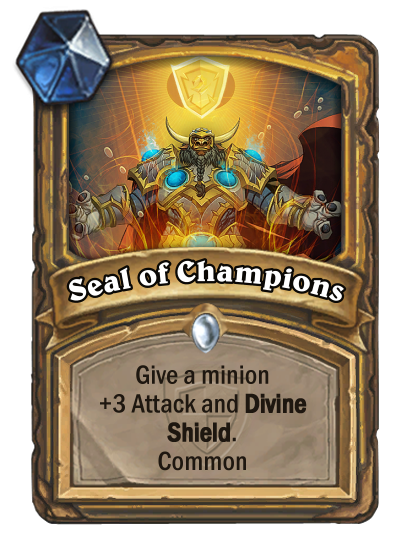 Seal of Champions
Give a minion
+3 Attack and Divine
Shield.
Common